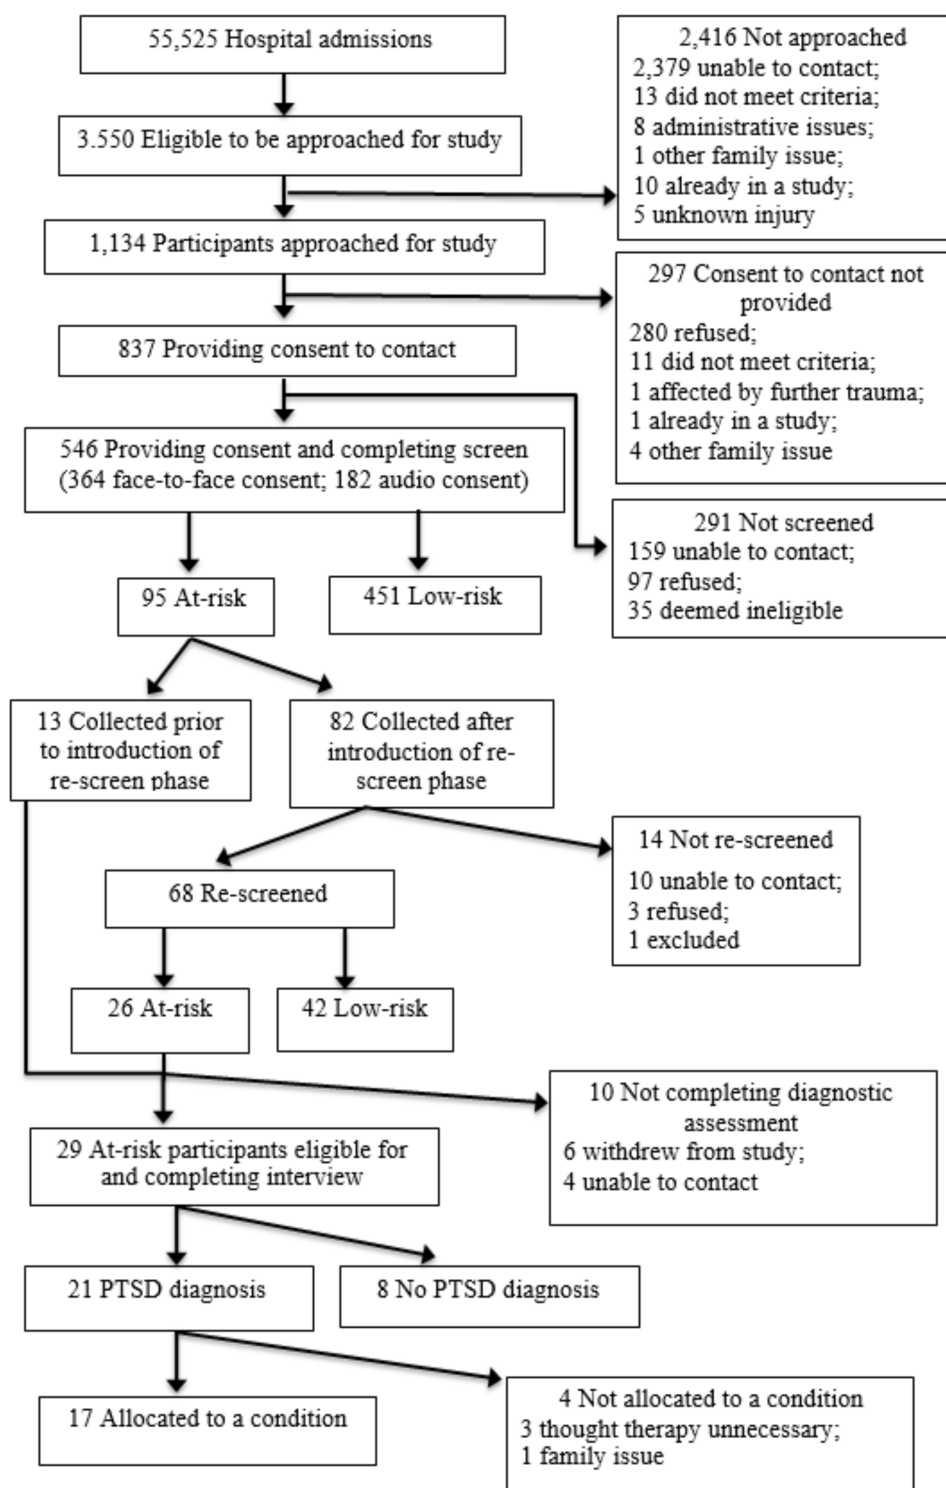 55,525 Hospital admissions
2,416 Not approached
2,379 unable to contact;
13 did not meet criteria;
8 administrative issues;
1 other family issue;
10 already in a study;
5 unknown injury
3.550 Eligible to be approached for study
1,134 Participants approached for study
297 Consent to contact not
provided
280 refused;
11 did not meet criteria;
1 affected by further trauma;
1 already in a study;
4 other family issue
837 Providing consent to contact
546 Providing consent and completing screen
(364 face-to-face consent; 182 audio consent)
291 Not screened
159 unable to contact;
97 refused;
35 deemed ineligible
95 At-risk
451 Low-risk
13 Collected prior
to introduction of
re-screen phase
82 Collected after
introduction of re-
screen phase
14 Not re-screened
10 unable to contact;
3 refused;
1 excluded
68 Re-screened
26 At-risk
42 Low-risk
10 Not completing diagnostic
assessment
6 withdrew from study;
4 unable to contact
29 At-risk participants eligible for
and completing interview
21 PTSD diagnosis
8 No PTSD diagnosis
17 Allocated to a condition
4 Not allocated to a condition
3 thought therapy unnecessary;
1 family issue